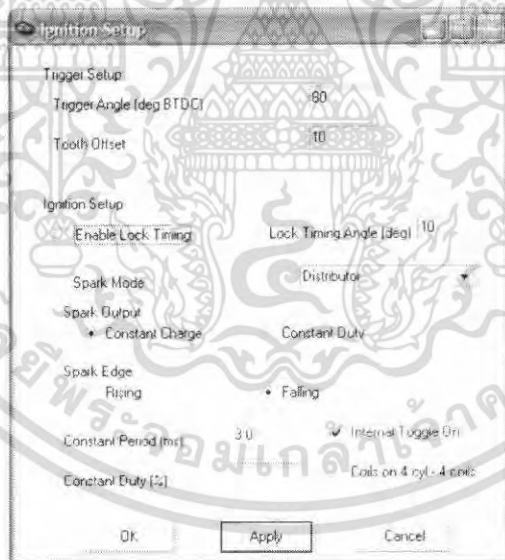 Ignition Setup
Trigger Setup
Trigger Angle (deg BTDC) 80
Tooth Offset 10
Ignition Setup
Enable Lock Timing Lock Timing Angle (deg) 10
Spark Mode Distributor
Spark Output
Constant Charge Constant Duty
Spark Edge
Rising Falling
Constant Period (ms) 3.0 Internal Toggle On
Constant Duty (%) Coils on 4 cyl - 4 coils
OK Apply Cancel